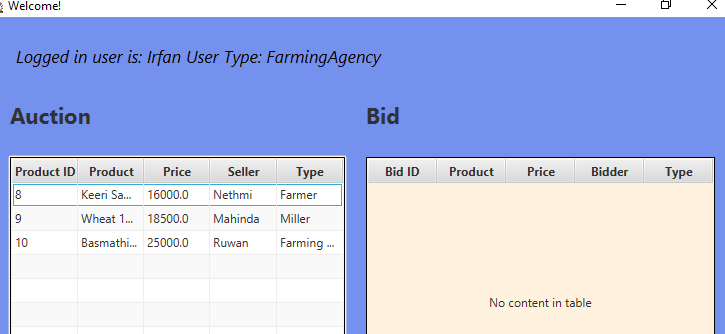 Welcome!
Logged in user is: Irfan User Type: FarmingAgency
Auction
Product ID Product Price Seller Type
8 Keeri Sa... 16000.0 Nethmi Farmer
9 Wheat 1... 18500.0 Mahinda Miller
10 Basmathi... 25000.0 Ruwan Farming ...
Bid
Bid ID Product Price Bidder Type
No content in table